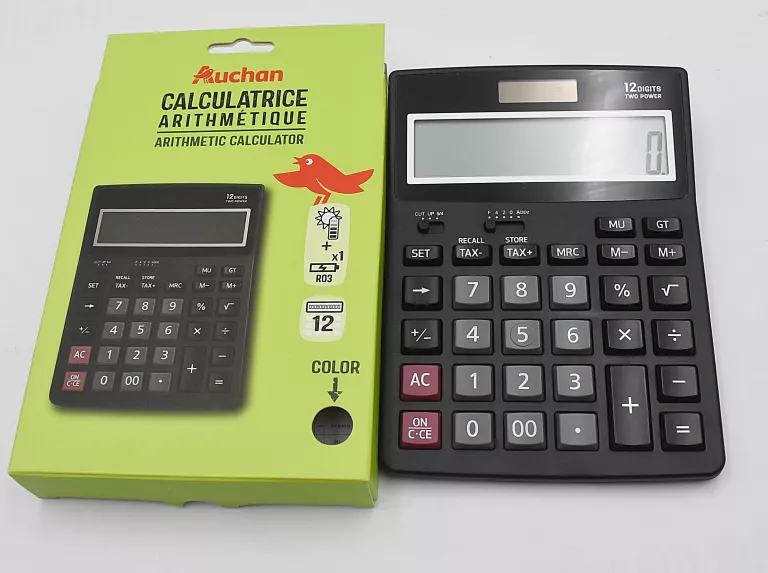 Auchan
CALCULATRICE
ARITHMÉTIQUE
ARITHMETIC CALCULATOR
12 DIGITS
TWO POWER
RECALL STORE
MU GT
SET TAX- TAX+ MRC M- M+
→ 7 8 9 % √
+/- 4 5 6 × ÷
AC 1 2 3 + −
ON
C·CE 0 00 · =
+
x1
R03
12
COLOR
12 DIGITS
TWO POWER
0.
CUT UP 5/4 F 4 2 0 ADD2
MU GT
RECALL STORE
SET TAX- TAX+ MRC M- M+
→ 7 8 9 % √
+/- 4 5 6 × ÷
AC 1 2 3 + −
ON
C·CE 0 00 · =